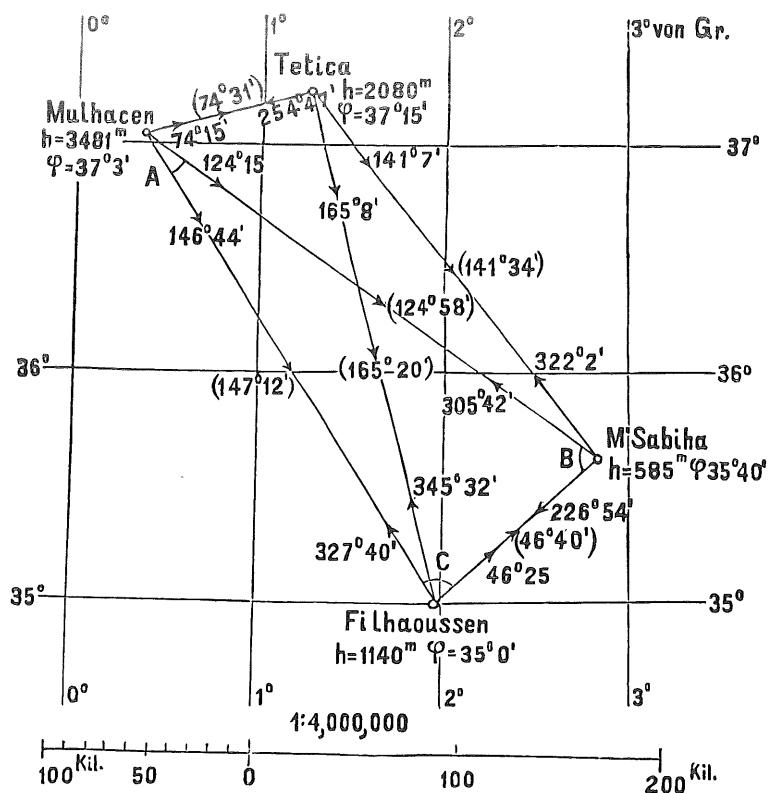 0° 1° 2° 3° von Gr.
Tetica
h=2080ᵐ
φ=37°15'
(74°31')
254°47'
Mulhacen
h=3481ᵐ
φ=37°3'
74°15'
37°
A
124°15
141°7'
165°8'
146°44'
(141°34')
(124°58')
36° 36°
(147°12')
(165°20')
322°2'
305°42'
M'Sabiha
B
h=585ᵐ φ35°40'
345°32'
226°54'
(46°40')
327°40'
C
46°25
35° 35°
Filhaoussen
h=1140ᵐ φ=35°0'
0° 1° 2° 3°
1:4,000,000
100 Kil. 50 0 100 200 Kil.